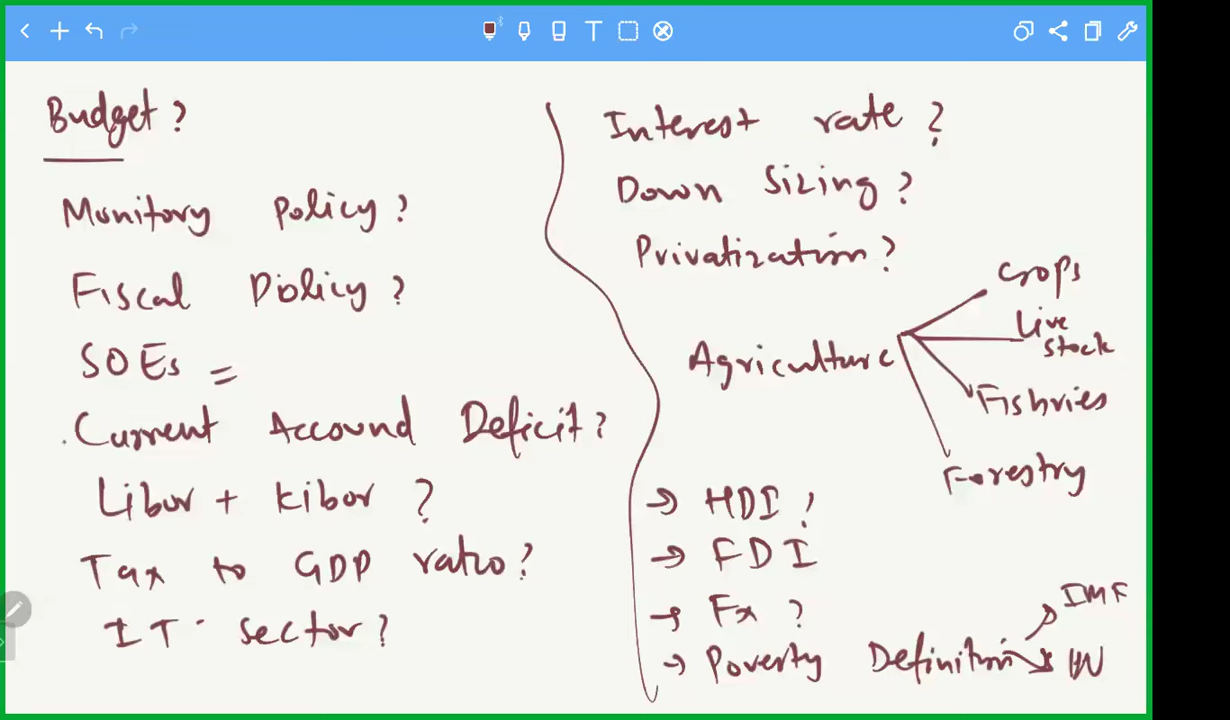 Budget?
Monitory Policy?
Fiscal Policy?
SOEs =
Current Accound Deficit?
Libor + Kibor ?
Tax to GDP ratio?
IT sector?
Interest rate ?
Down Sizing ?
Privatization ?
Agriculture
Crops
Live
stock
Fishries
Forestry
→ HDI ?
→ FDI
→ Fx ?
→ Poverty Definition
IMF